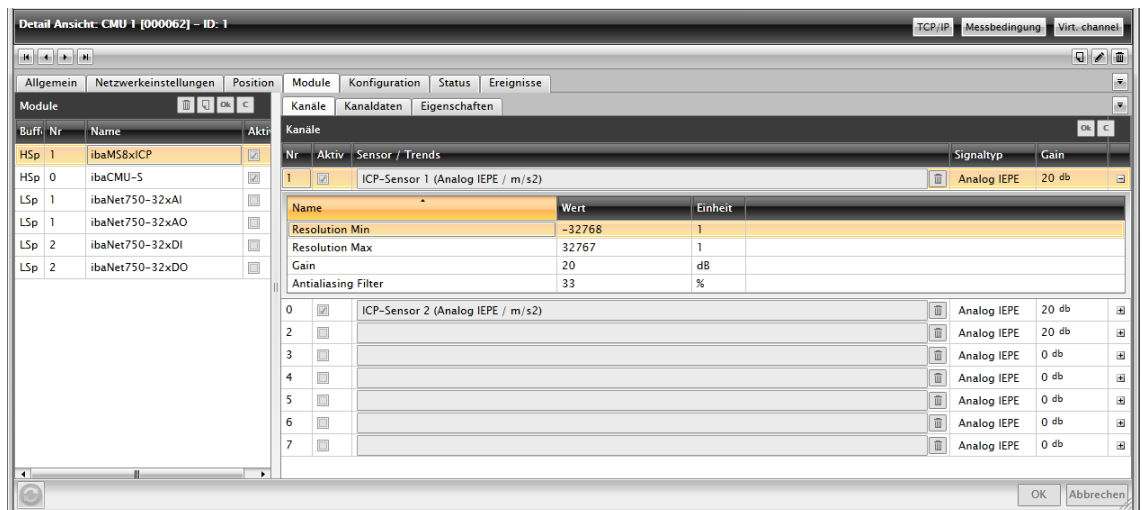 Detail Ansicht: CMU 1 [000062] – ID: 1 TCP/IP Messbedingung Virt. channel
Allgemein Netzwerkeinstellungen Position Module Konfiguration Status Ereignisse
Module Ok C Kanäle Kanaldaten Eigenschaften
Buff Nr Name Aktiv Kanäle Ok C
HSp 1 ibaMS8xICP Nr Aktiv Sensor / Trends Signaltyp Gain
HSp 0 ibaCMU-S 1 ICP-Sensor 1 (Analog IEPE / m/s2) Analog IEPE 20 db
LSp 1 ibaNet750-32xAI Name Wert Einheit
LSp 1 ibaNet750-32xAO Resolution Min -32768 1
LSp 2 ibaNet750-32xDI Resolution Max 32767 1
LSp 2 ibaNet750-32xDO Gain 20 dB
Antialiasing Filter 33 %
0 ICP-Sensor 2 (Analog IEPE / m/s2) Analog IEPE 20 db
2 Analog IEPE 20 db
3 Analog IEPE 0 db
4 Analog IEPE 0 db
5 Analog IEPE 0 db
6 Analog IEPE 0 db
7 Analog IEPE 0 db
OK Abbrechen